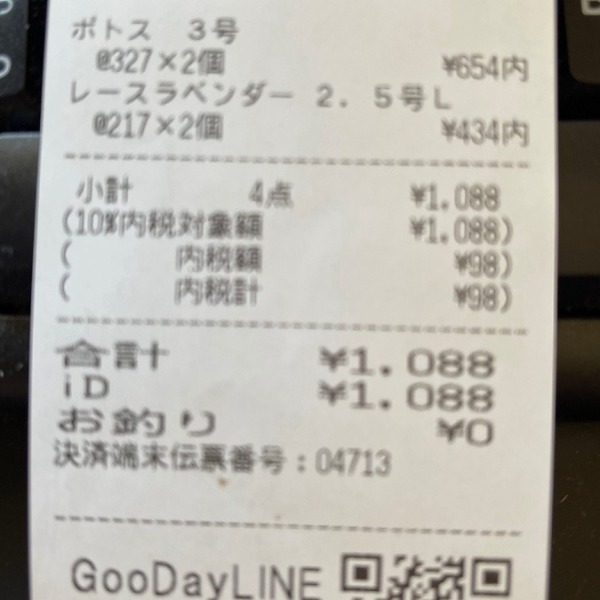 ポトス　３号
@327×2個 ¥654内
レースラベンダー ２．５号Ｌ
@217×2個 ¥434内
小計 4点 ¥1,088
(10%内税対象額 ¥1,088)
( 内税額 ¥98)
( 内税計 ¥98)
合計 ¥1,088
iD ¥1,088
お釣り ¥0
決済端末伝票番号：04713
GooDayLINE